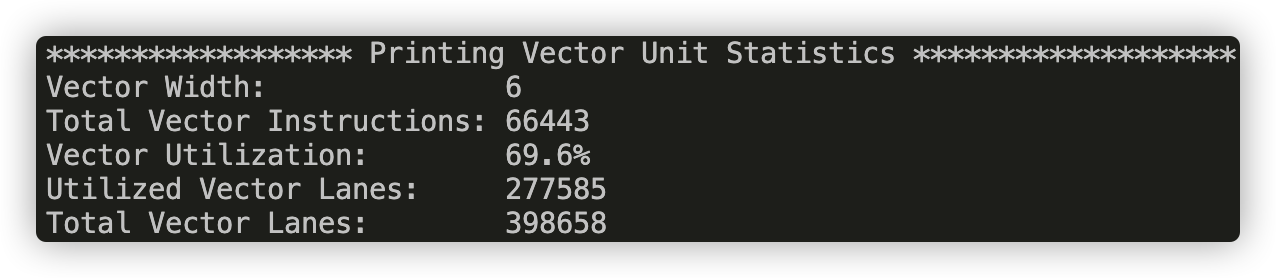 ****************** Printing Vector Unit Statistics *******************
Vector Width:              6
Total Vector Instructions: 66443
Vector Utilization:        69.6%
Utilized Vector Lanes:     277585
Total Vector Lanes:        398658